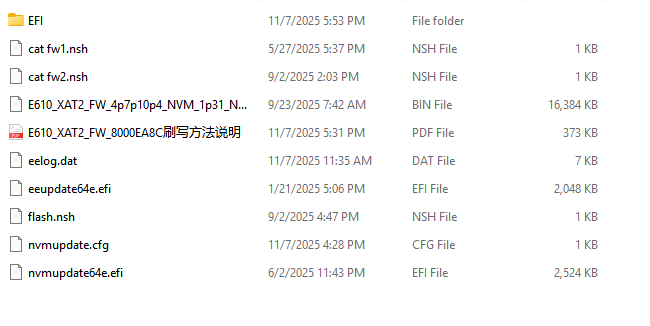 EFI 11/7/2025 5:53 PM File folder
cat fw1.nsh 5/27/2025 5:37 PM NSH File 1 KB
cat fw2.nsh 9/2/2025 2:03 PM NSH File 1 KB
E610_XAT2_FW_4p7p10p4_NVM_1p31_N... 9/23/2025 7:42 AM BIN File 16,384 KB
E610_XAT2_FW_8000EA8C刷写方法说明 11/7/2025 5:31 PM PDF File 373 KB
eelog.dat 11/7/2025 11:35 AM DAT File 7 KB
eeupdate64e.efi 1/21/2025 5:06 PM EFI File 2,048 KB
flash.nsh 9/2/2025 4:47 PM NSH File 1 KB
nvmupdate.cfg 11/7/2025 4:28 PM CFG File 1 KB
nvmupdate64e.efi 6/2/2025 11:43 PM EFI File 2,524 KB